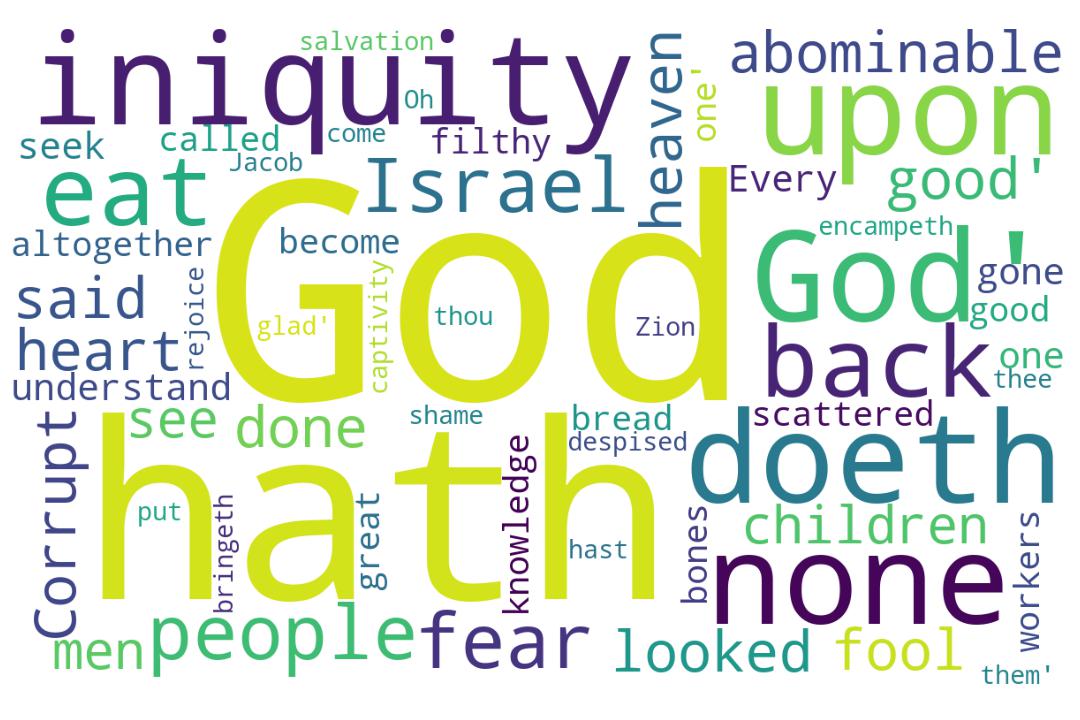 salvation
iniquity
Oh
heaven
one'
abominable
upon
seek
called
come
Jacob
filthy
eat
Israel
Every
good'
altogether
become
encampeth
God
God'
gone
said
rejoice
glad'
captivity
thou
Zion
good
heart
back
one
understand
thee
Corrupt
see
done
shame
bread
scattered
despised
doeth
hath
put
bringeth
great
knowledge
hast
bones
children
none
workers
men
people
fear
looked
fool
them'